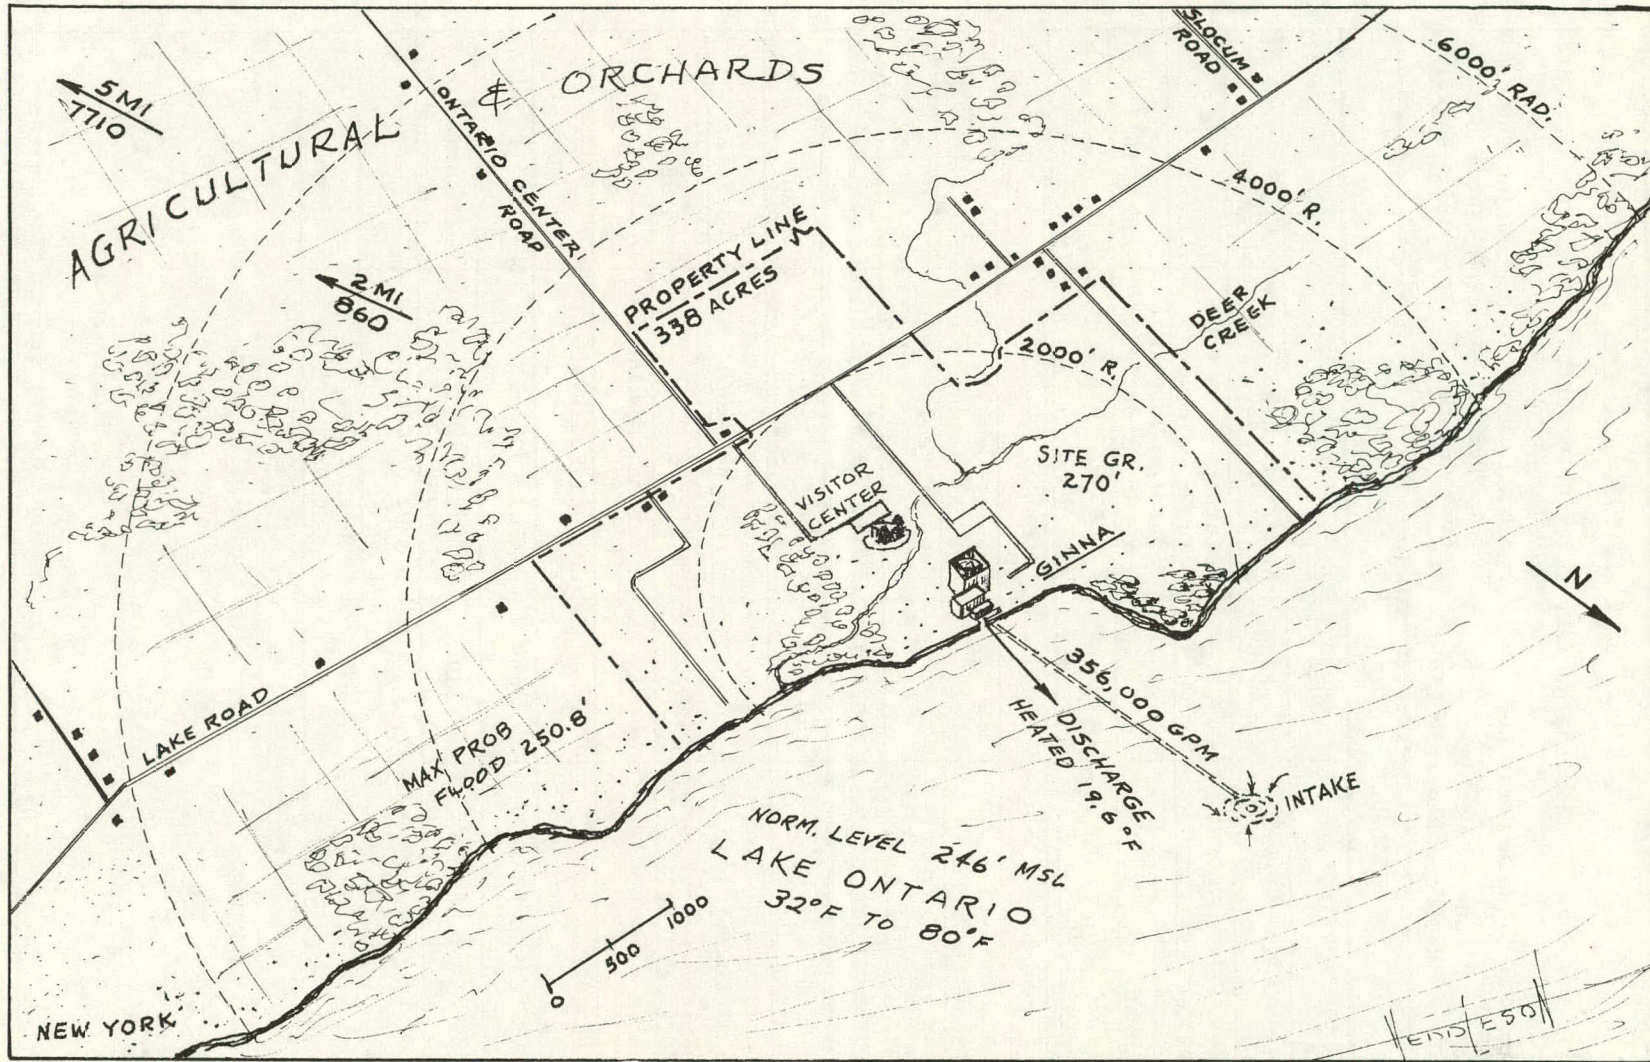 5 MI
7710
AGRICULTURAL & ORCHARDS
ONTARIO CENTER
ROAD
SLOCUM
ROAD
6000' RAD.
4000' R.
2 MI
860
PROPERTY LINE
338 ACRES
DEER
CREEK
2000' R.
SITE GR.
270'
VISITOR
CENTER
GINNA
N
LAKE ROAD
MAX PROB
FLOOD 250.8'
356,000 GPM
DISCHARGE
HEATED 19.6°F
INTAKE
NORM. LEVEL 246' MSL
LAKE ONTARIO
32°F TO 80°F
0 500 1000
NEW YORK